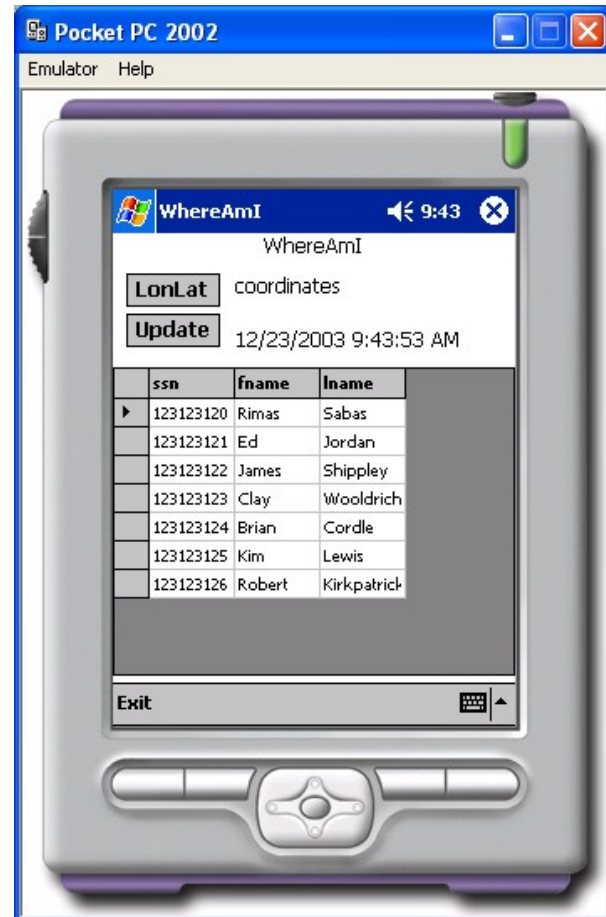 Pocket PC 2002
Emulator Help
WhereAmI 9:43
WhereAmI
LonLat coordinates
Update 12/23/2003 9:43:53 AM
ssn fname lname
123123120 Rimas Sabas
123123121 Ed Jordan
123123122 James Shippley
123123123 Clay Wooldrich
123123124 Brian Cordle
123123125 Kim Lewis
123123126 Robert Kirkpatrick
Exit